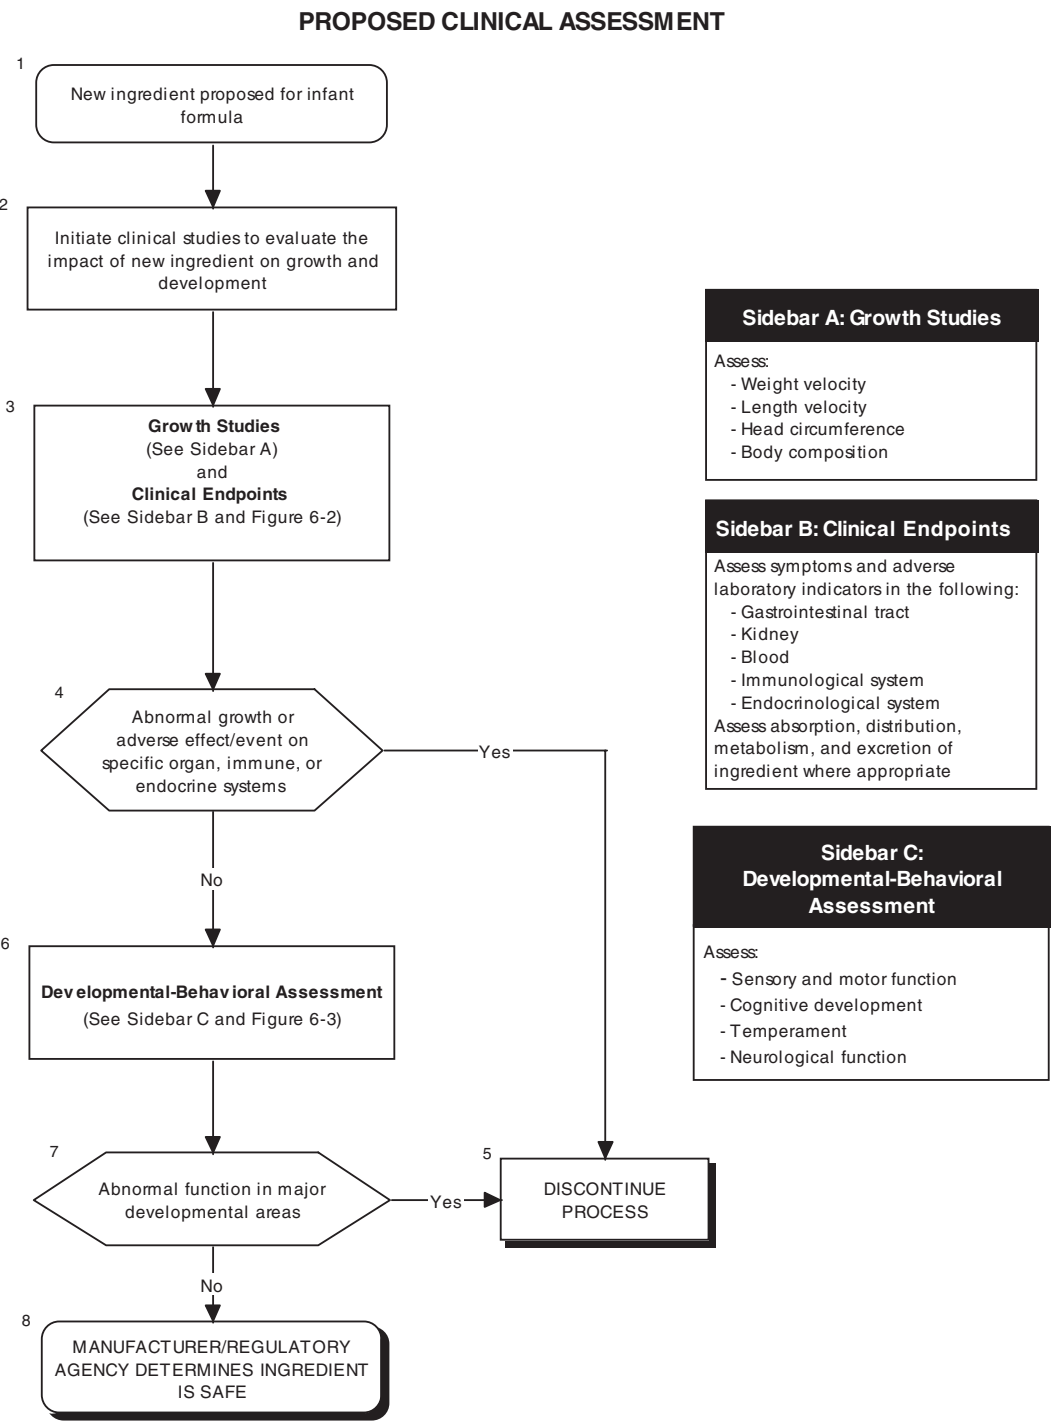 PROPOSED CLINICAL ASSESSMENT
1
New ingredient proposed for infant
formula
2
Initiate clinical studies to evaluate the
impact of new ingredient on growth and
development
3
Growth Studies
(See Sidebar A)
and
Clinical Endpoints
(See Sidebar B and Figure 6-2)
4
Abnormal growth or
adverse effect/event on
specific organ, immune, or
endocrine systems
Yes
No
6
Developmental-Behavioral Assessment
(See Sidebar C and Figure 6-3)
7
Abnormal function in major
developmental areas
Yes
5
DISCONTINUE
PROCESS
No
8
MANUFACTURER/REGULATORY
AGENCY DETERMINES INGREDIENT
IS SAFE
Sidebar A: Growth Studies
Assess:
- Weight velocity
- Length velocity
- Head circumference
- Body composition
Sidebar B: Clinical Endpoints
Assess symptoms and adverse
laboratory indicators in the following:
- Gastrointestinal tract
- Kidney
- Blood
- Immunological system
- Endocrinological system
Assess absorption, distribution,
metabolism, and excretion of
ingredient where appropriate
Sidebar C:
Developmental-Behavioral
Assessment
Assess:
- Sensory and motor function
- Cognitive development
- Temperament
- Neurological function